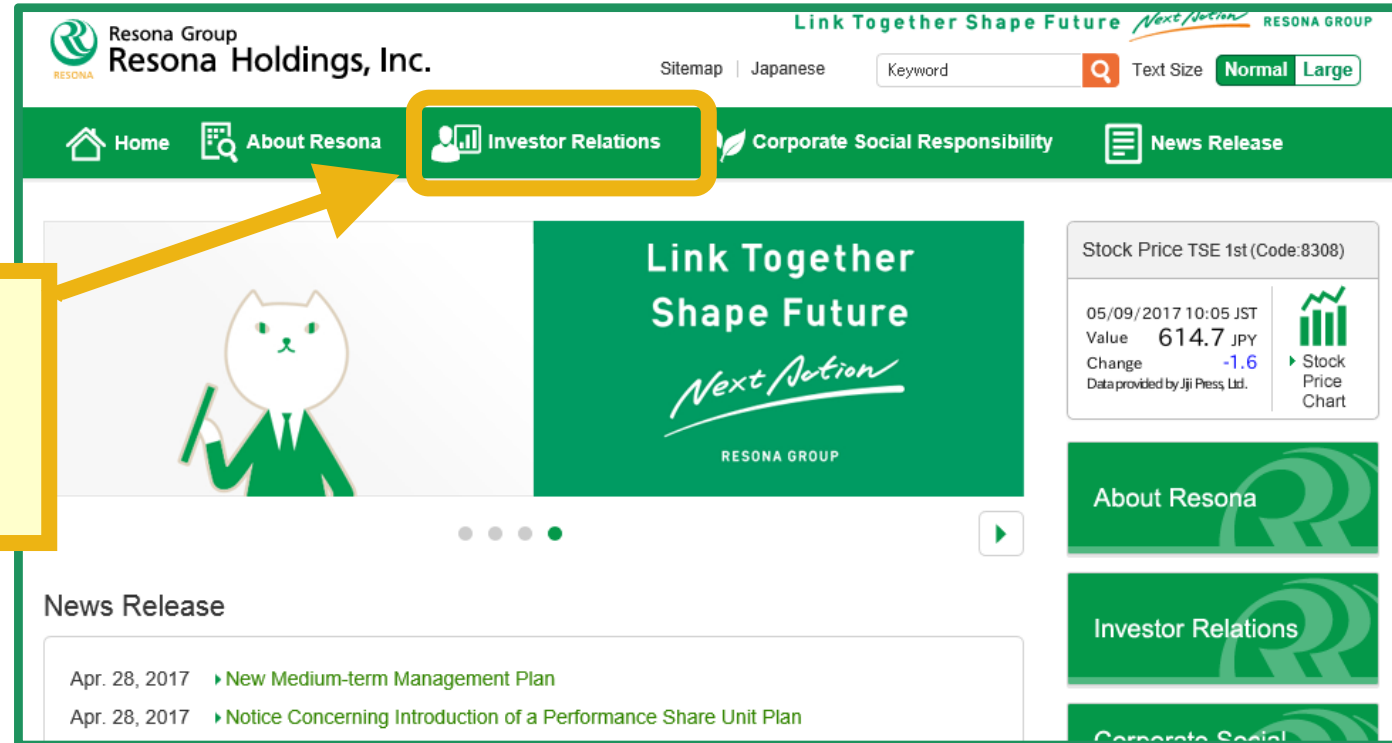 Link Together Shape Future Next Action RESONA GROUP
Resona Group
Resona Holdings, Inc.
RESONA
Sitemap | Japanese Keyword Text Size Normal Large
Home About Resona Investor Relations Corporate Social Responsibility News Release
Link Together
Shape Future
Next Action
RESONA GROUP
Stock Price TSE 1st (Code:8308)
05/09/2017 10:05 JST
Value 614.7 JPY
Change -1.6
Data provided by Jiji Press, Ltd.
Stock
Price
Chart
About Resona
Investor Relations
Corporate Social
News Release
Apr. 28, 2017 New Medium-term Management Plan
Apr. 28, 2017 Notice Concerning Introduction of a Performance Share Unit Plan